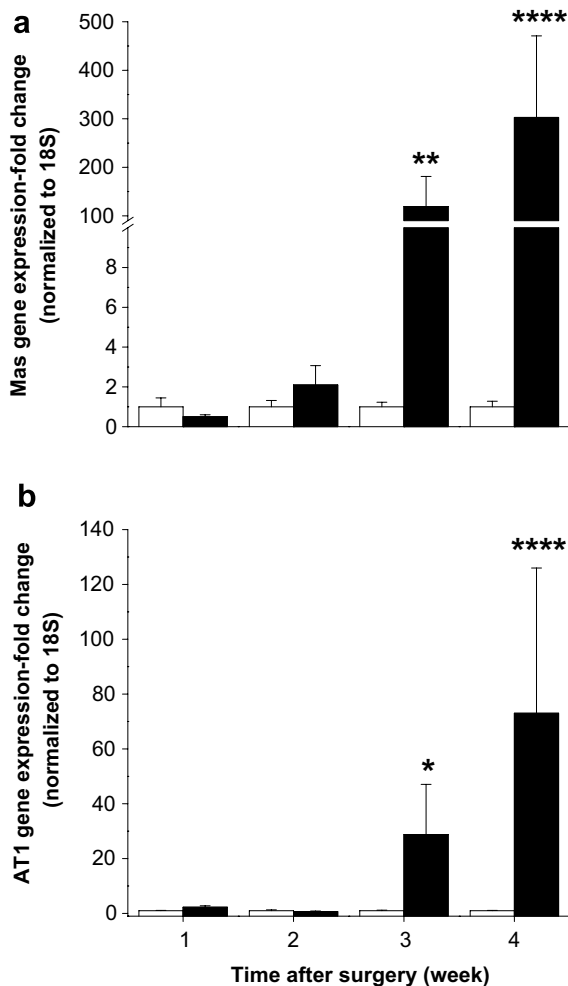 a
Mas gene expression-fold change
(normalized to 18S)
500
400
300
200
100
8
6
4
2
0
**
****
b
AT1 gene expression-fold change
(normalized to 18S)
140
120
100
80
60
40
20
0
*
****
1 2 3 4
Time after surgery (week)